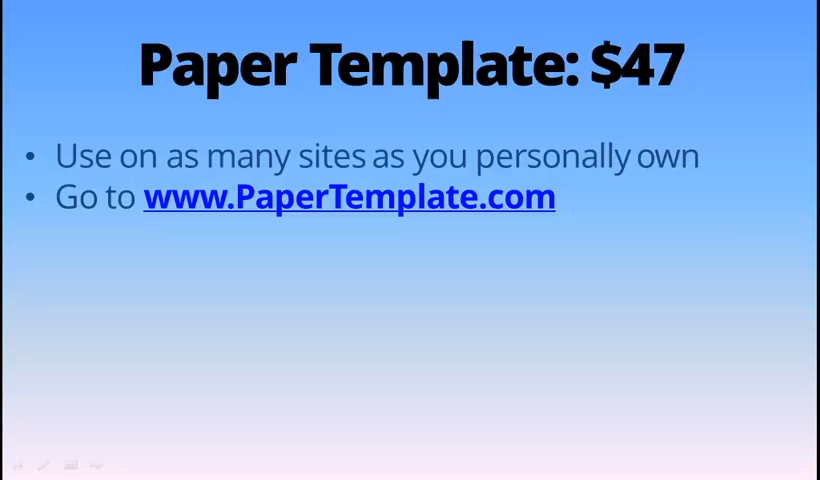 Paper Template: $47
• Use on as many sites as you personally own
• Go to www.PaperTemplate.com